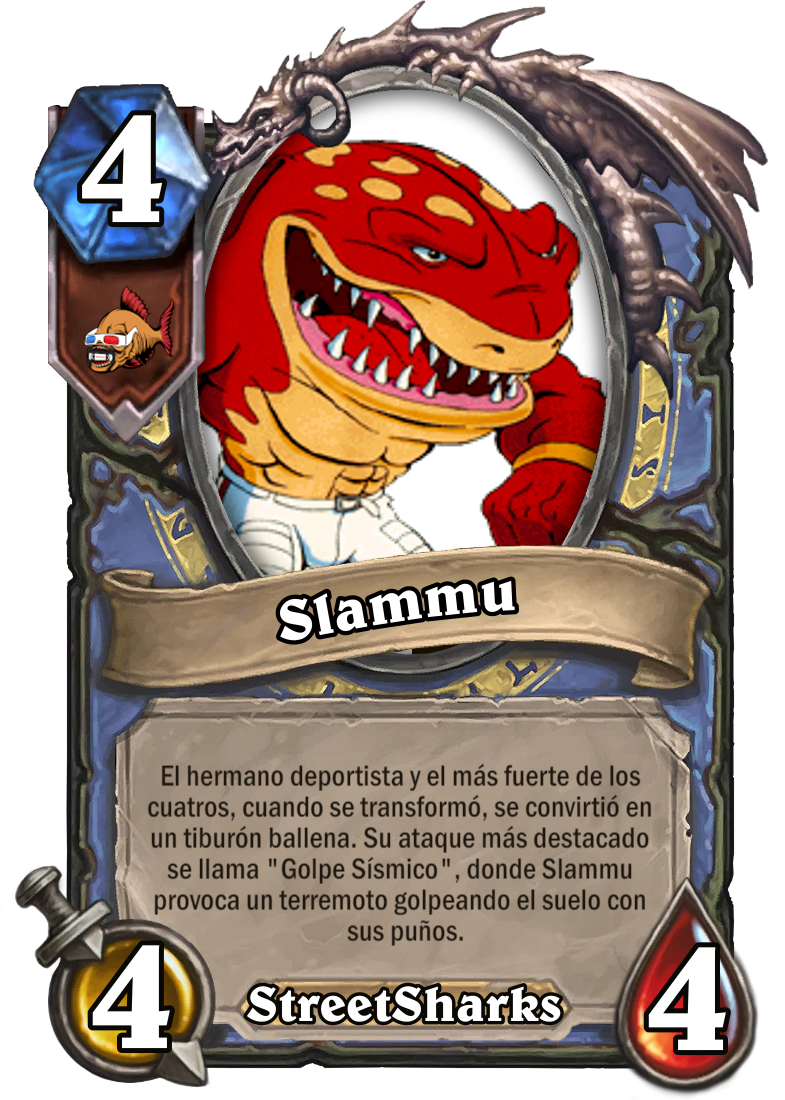 4
Slammu
El hermano deportista y el más fuerte de los
cuatros, cuando se transformó, se convirtió en
un tiburón ballena. Su ataque más destacado
se llama "Golpe Sísmico", donde Slammu
provoca un terremoto golpeando el suelo con
sus puños.
4
StreetSharks
4